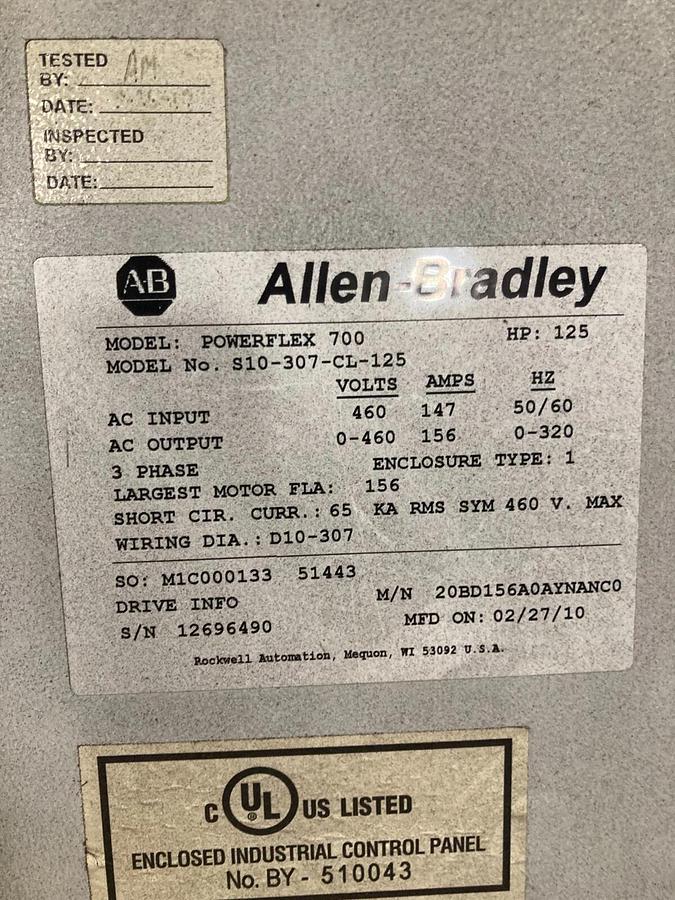 TESTED
BY: AM
DATE:
INSPECTED
BY:
DATE:
A-B Allen-Bradley
MODEL: POWERFLEX 700 HP: 125
MODEL No. S10-307-CL-125
VOLTS AMPS HZ
AC INPUT 460 147 50/60
AC OUTPUT 0-460 156 0-320
3 PHASE ENCLOSURE TYPE: 1
LARGEST MOTOR FLA: 156
SHORT CIR. CURR.: 65 KA RMS SYM 460 V. MAX
WIRING DIA.: D10-307
SO: M1C000133 51443
DRIVE INFO M/N 20BD156A0AYNANC0
S/N 12696490 MFD ON: 02/27/10
Rockwell Automation, Mequon, WI 53092 U.S.A.
C UL ® US LISTED
ENCLOSED INDUSTRIAL CONTROL PANEL
No. BY - 510043